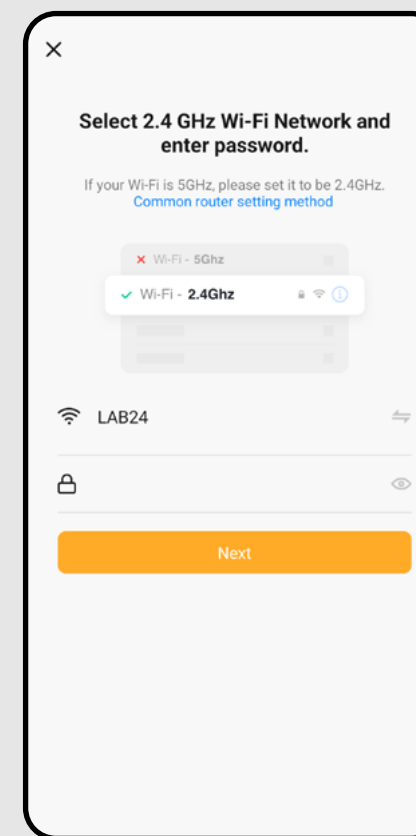 Select 2.4 GHz Wi-Fi Network and
enter password.
If your Wi-Fi is 5GHz, please set it to be 2.4GHz.
Common router setting method
Wi-Fi - 5Ghz
Wi-Fi - 2.4Ghz
LAB24
Next